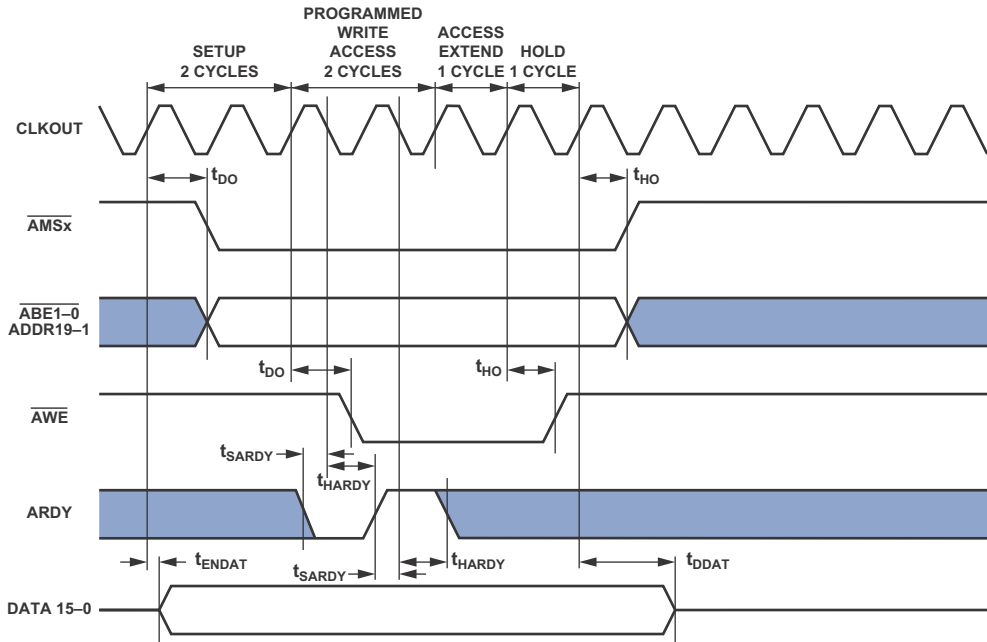 SETUP
2 CYCLES
PROGRAMMED
WRITE
ACCESS
2 CYCLES
ACCESS
EXTEND
1 CYCLE
HOLD
1 CYCLE
CLKOUT
tDO
tHO
AMSx
ABE1–0
ADDR19–1
tDO
tHO
AWE
tSARDY
tHARDY
ARDY
tENDAT
tSARDY
tHARDY
tDDAT
DATA 15–0